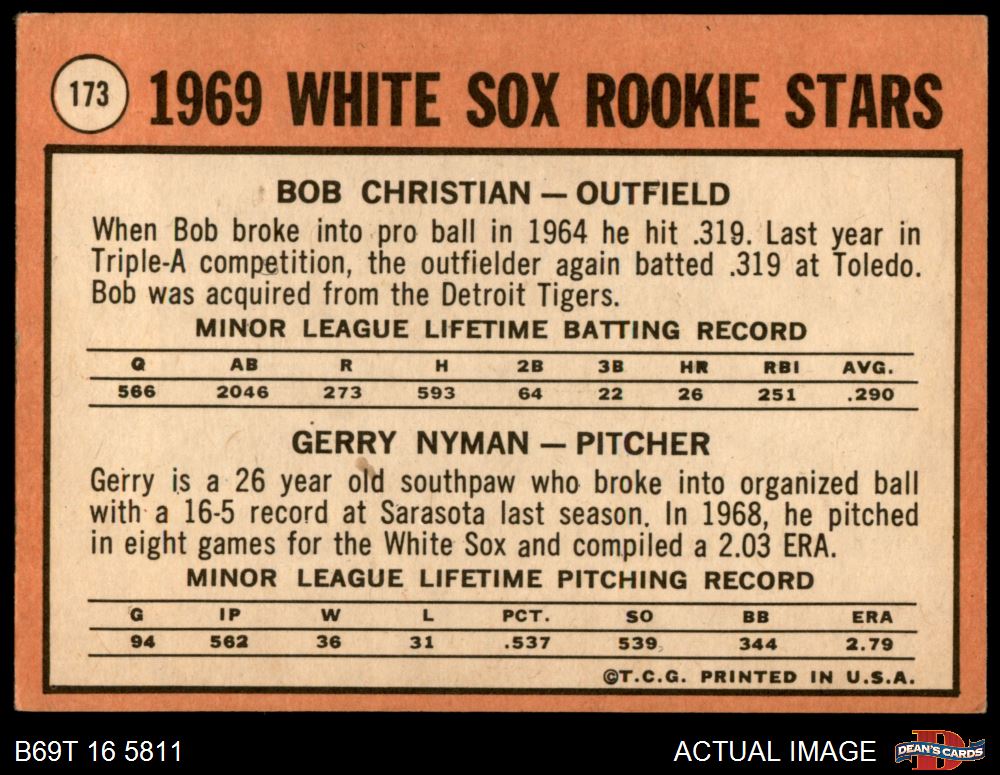 173
1969 WHITE SOX ROOKIE STARS
BOB CHRISTIAN — OUTFIELD
When Bob broke into pro ball in 1964 he hit .319. Last year in
Triple-A competition, the outfielder again batted .319 at Toledo.
Bob was acquired from the Detroit Tigers.
MINOR LEAGUE LIFETIME BATTING RECORD
G AB R H 2B 3B HR RBI AVG.
566 2046 273 593 64 22 26 251 .290
GERRY NYMAN — PITCHER
Gerry is a 26 year old southpaw who broke into organized ball
with a 16-5 record at Sarasota last season. In 1968, he pitched
in eight games for the White Sox and compiled a 2.03 ERA.
MINOR LEAGUE LIFETIME PITCHING RECORD
G IP W L PCT. SO BB ERA
94 562 36 31 .537 539 344 2.79
©T.C.G. PRINTED IN U.S.A.
B69T 16 5811
ACTUAL IMAGE
DEAN'S CARDS